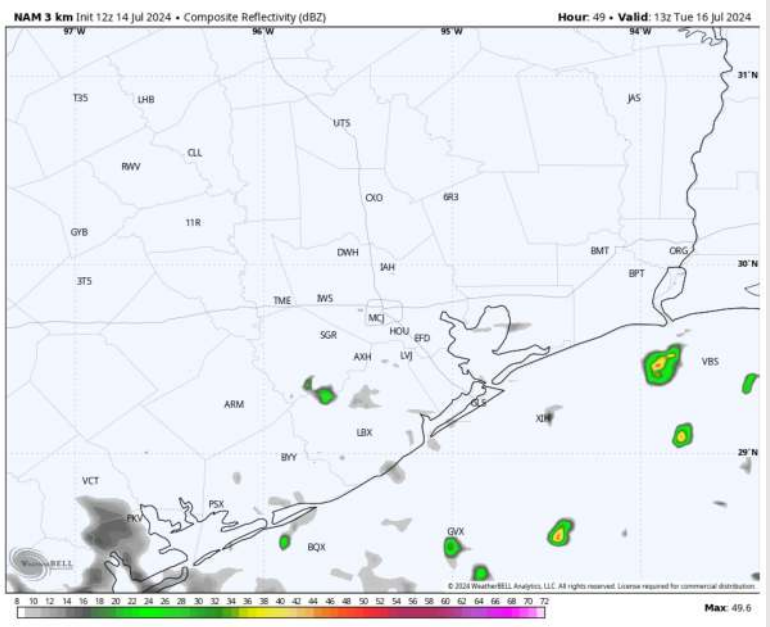 NAM 3 km Init 12z 14 Jul 2024 • Composite Reflectivity (dBZ) Hour: 49 • Valid: 13z Tue 16 Jul 2024
97°W 96°W 95°W 94°W
31°N
T35 LHB JAS
UTS
CLL
RWV
CXO 6R3
11R
GYB
DWH BMT ORG
30°N
IAH
BPT
3T5
TME IWS
MCJ
SGR HOU
EFD
AXH LVJ VBS
ARM GLS
XIH
LBX
BYY 29°N
VCT
PSX
PKV
GVX
BQX
WEATHERBELL
© 2024 WeatherBELL Analytics, LLC. All rights reserved. License required for commercial distribution.
8 10 12 14 16 18 20 22 24 26 28 30 32 34 36 38 40 42 44 46 48 50 52 54 56 58 60 62 64 66 68 70 72
Max: 49.6